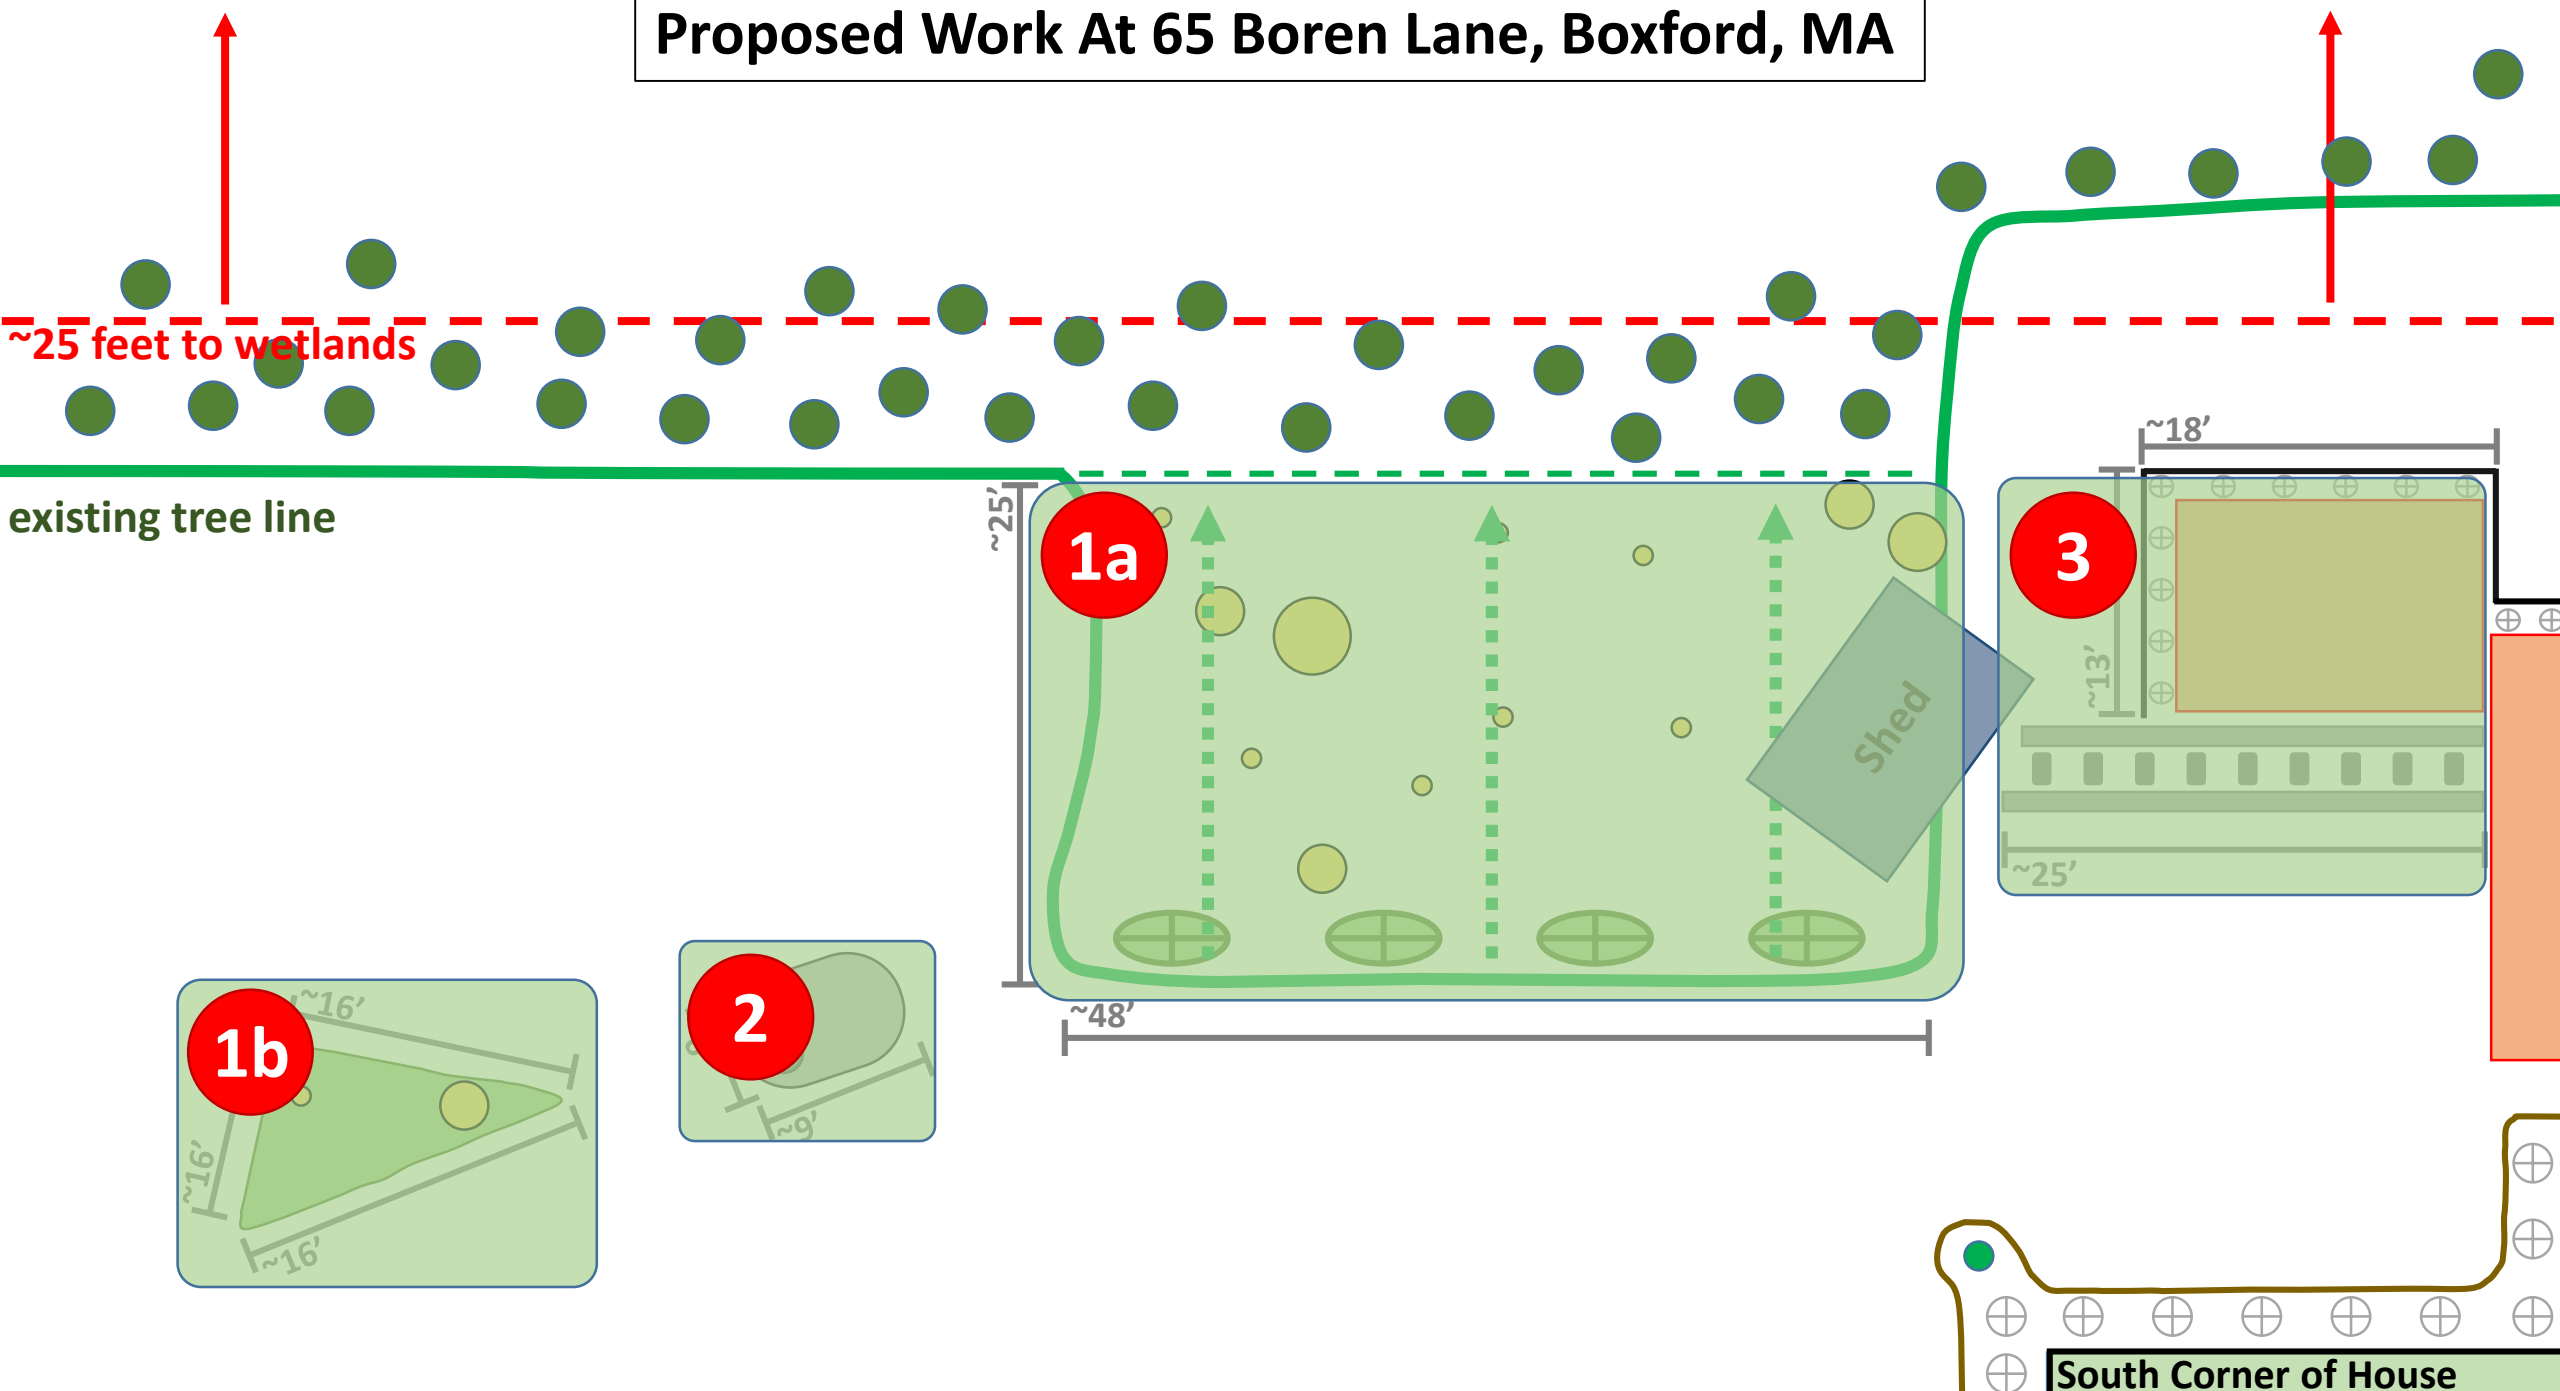 Proposed Work At 65 Boren Lane, Boxford, MA
~25 feet to wetlands
existing tree line
~25’
1a
Shed
~48’
3
~18’
~13’
~25’
2
~9’
1b
~16’
~16’
~16’
South Corner of House